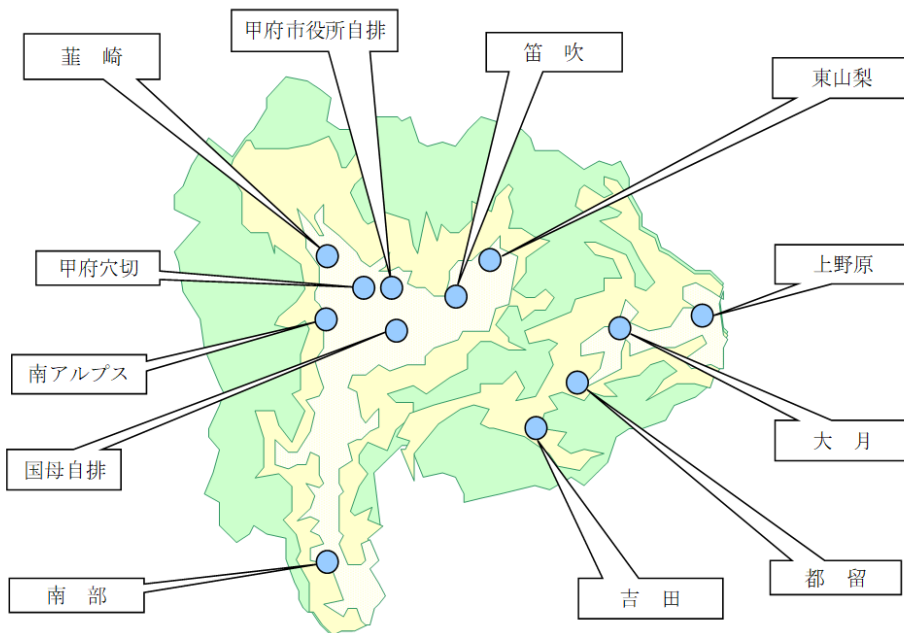 甲府市役所自排
韮　崎
笛　吹
東山梨
甲府穴切
上野原
南アルプス
大　月
国母自排
都　留
南　部
吉　田